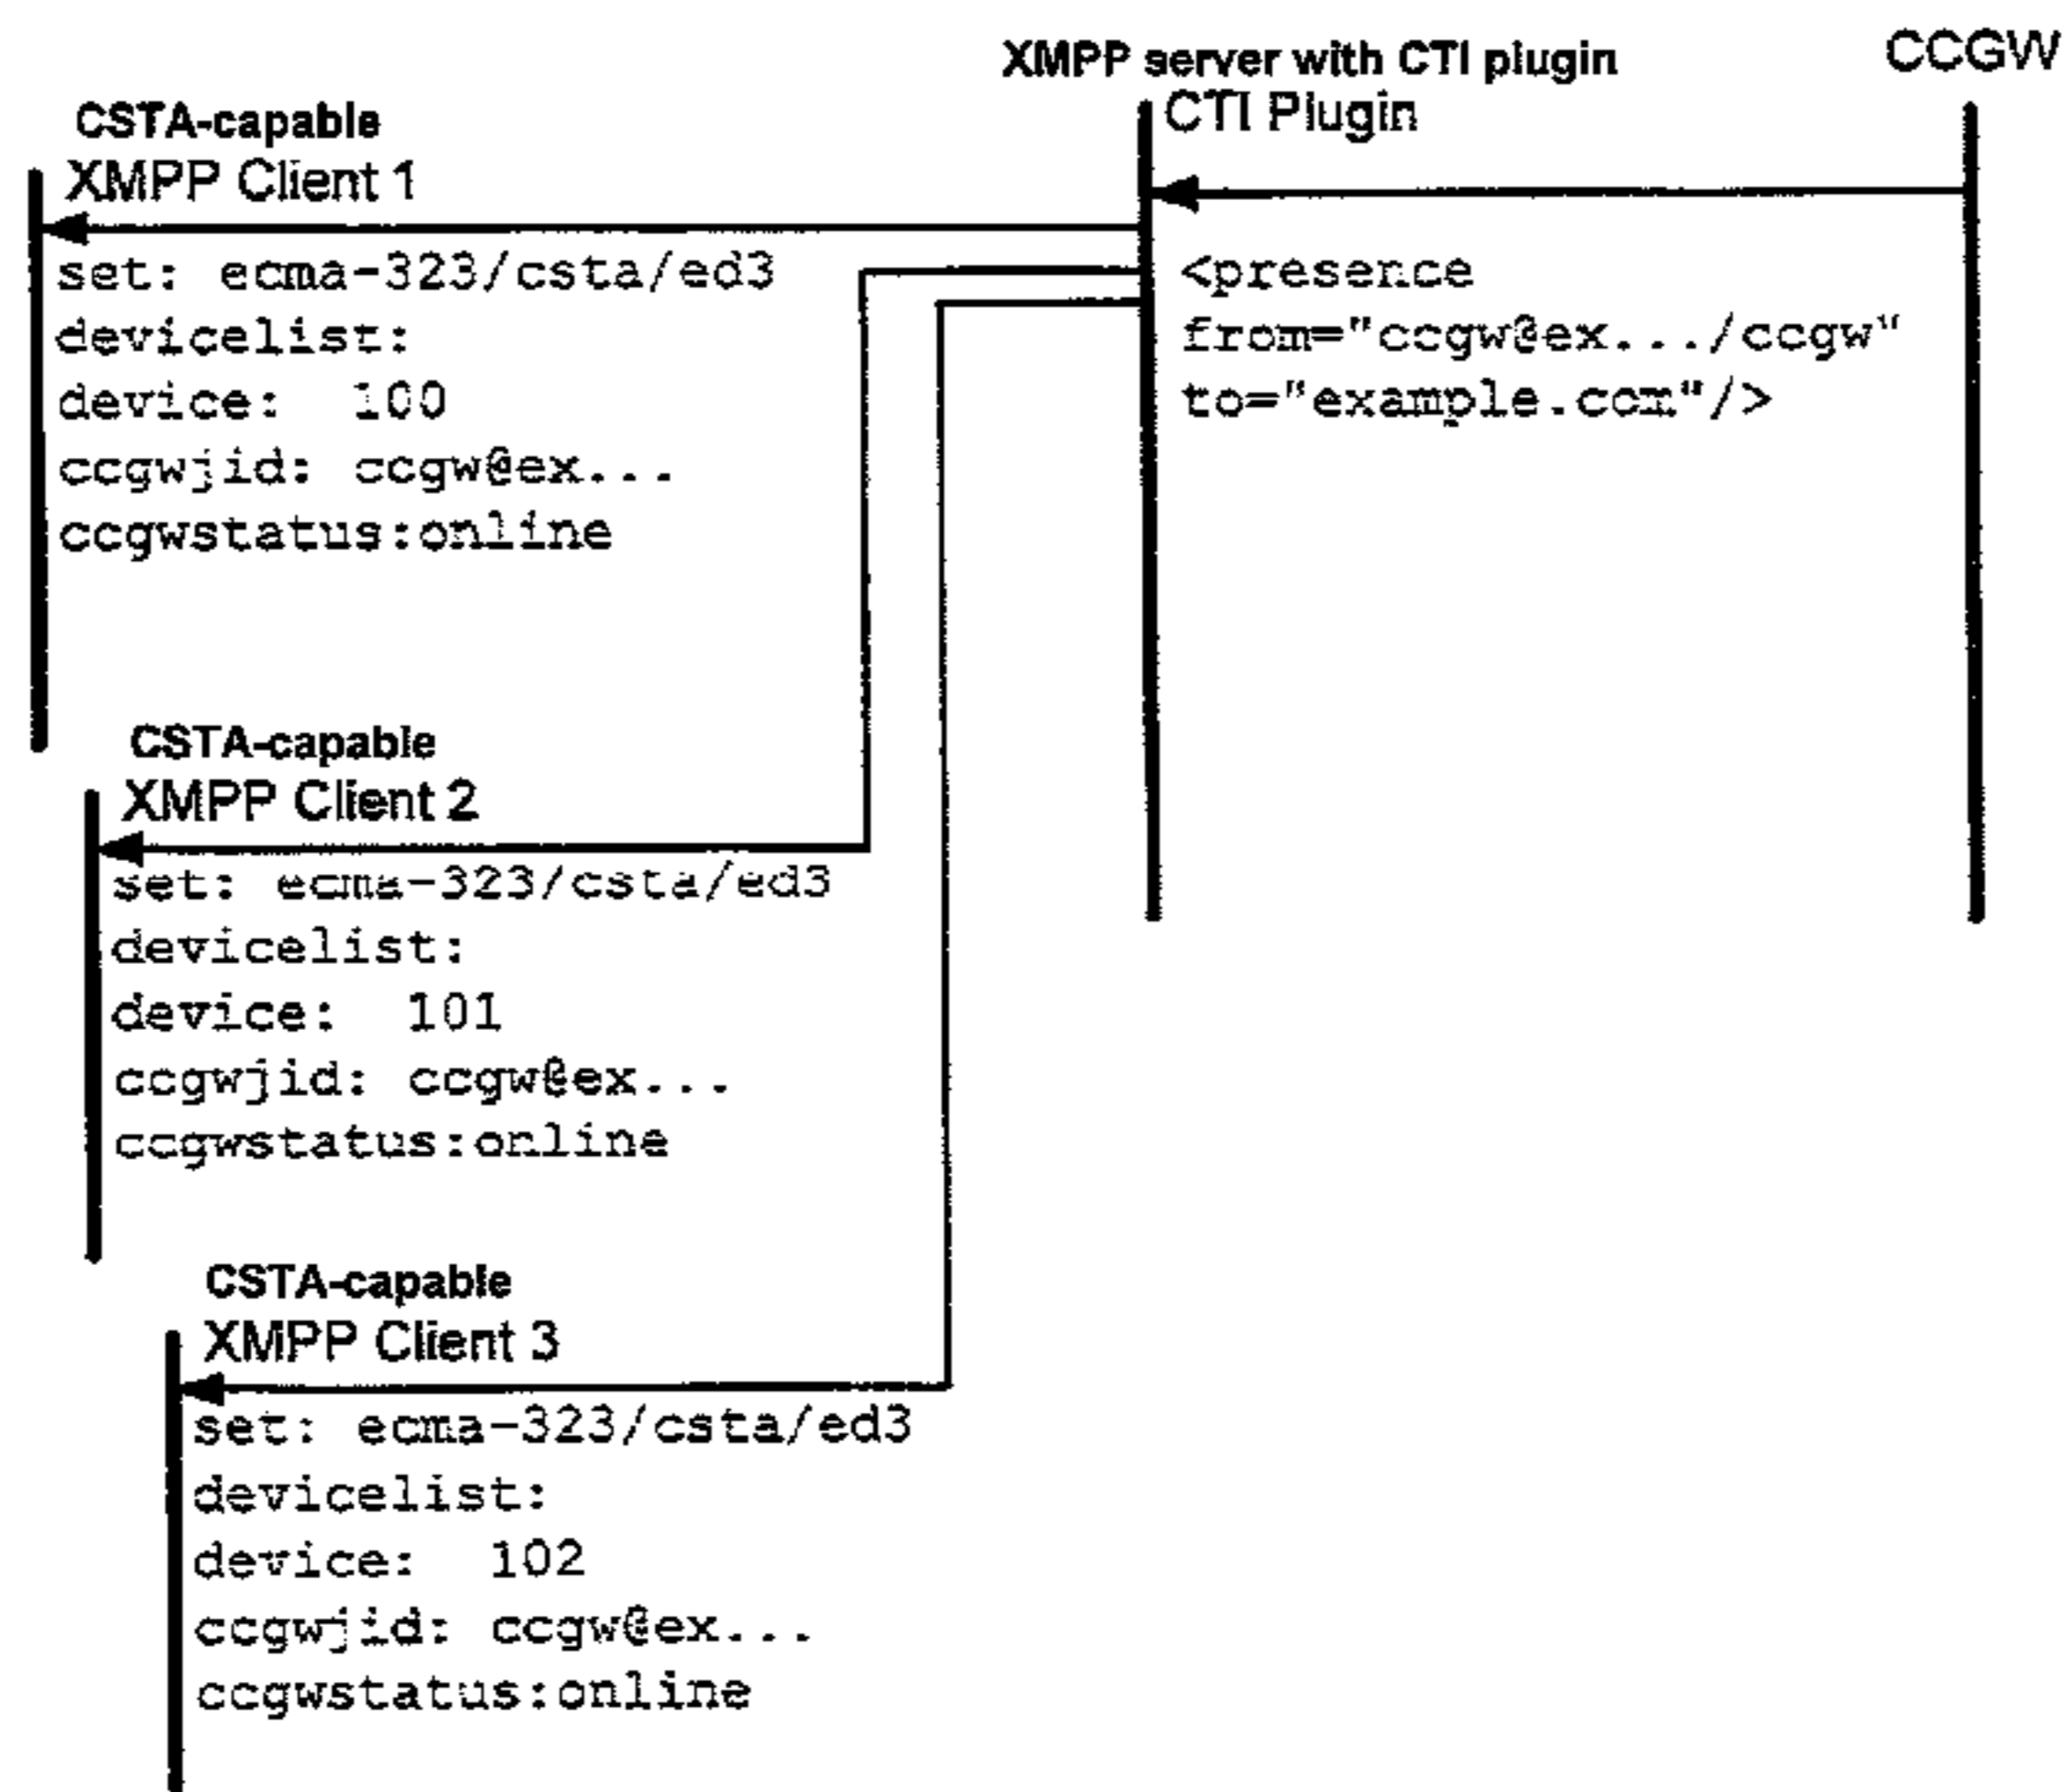 XMPP server with CTI plugin
CCGW
CTI Plugin
CSTA-capable
XMPP Client 1
set: ecma-323/csta/ed3
devicelist:
device: 100
ccgwjid: ccgw@ex...
ccgwstatus:online
<presence
from="ccgw@ex.../ccgw"
to="example.com"/>
CSTA-capable
XMPP Client 2
set: ecma-323/csta/ed3
devicelist:
device: 101
ccgwjid: ccgw@ex...
ccgwstatus:online
CSTA-capable
XMPP Client 3
set: ecma-323/csta/ed3
devicelist:
device: 102
ccgwjid: ccgw@ex...
ccgwstatus:online